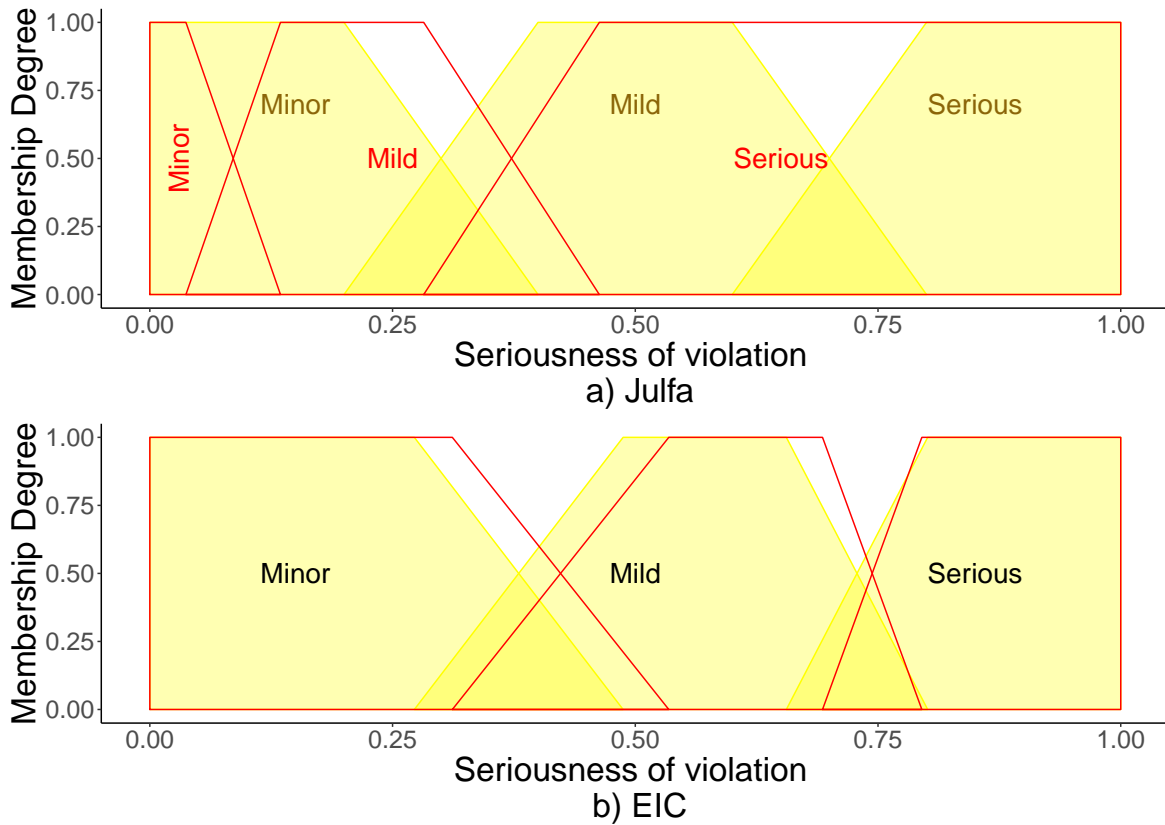 Membership Degree
1.00
0.75
0.50
0.25
0.00
Minor
Mild
Serious
Minor
Mild
Serious
0.00 0.25 0.50 0.75 1.00
Seriousness of violation
a) Julfa
Membership Degree
1.00
0.75
0.50
0.25
0.00
Minor
Mild
Serious
0.00 0.25 0.50 0.75 1.00
Seriousness of violation
b) EIC